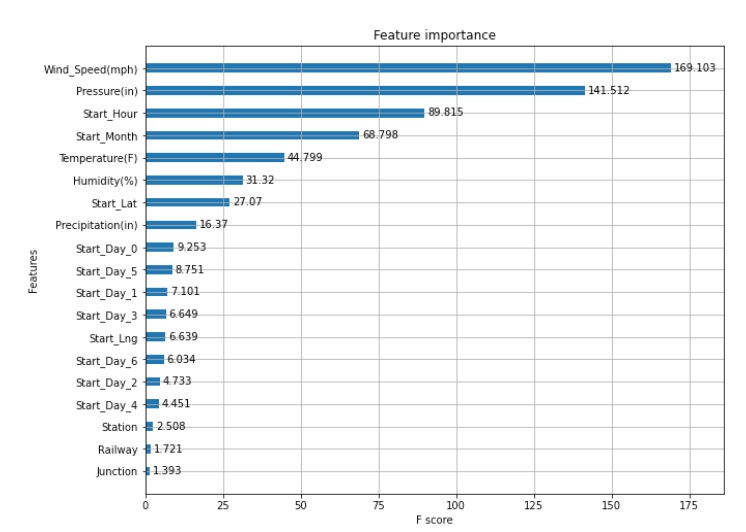 Feature importance
Wind_Speed(mph) 169.103
Pressure(in) 141.512
Start_Hour 89.815
Start_Month 68.798
Temperature(F) 44.799
Humidity(%) 31.32
Start_Lat 27.07
Precipitation(in) 16.37
Start_Day_0 9.253
Start_Day_5 8.751
Start_Day_1 7.101
Start_Day_3 6.649
Start_Lng 6.639
Start_Day_6 6.034
Start_Day_2 4.733
Start_Day_4 4.451
Station 2.508
Railway 1.721
Junction 1.393
Features
0 25 50 75 100 125 150 175
F score